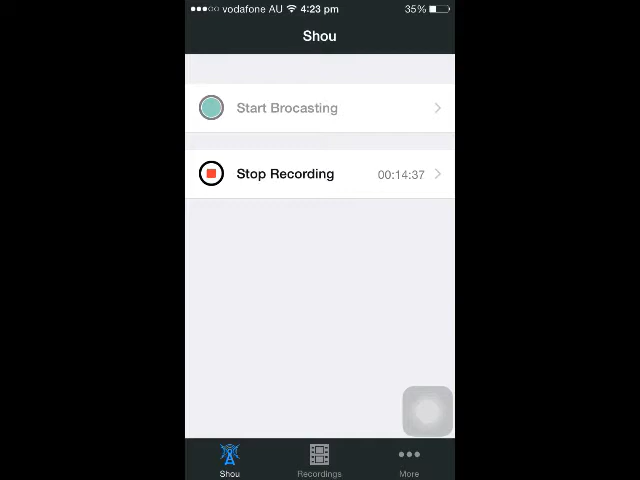 vodafone AU 4:23 pm 35%
Shou
Start Brocasting
Stop Recording 00:14:37
Shou Recordings More